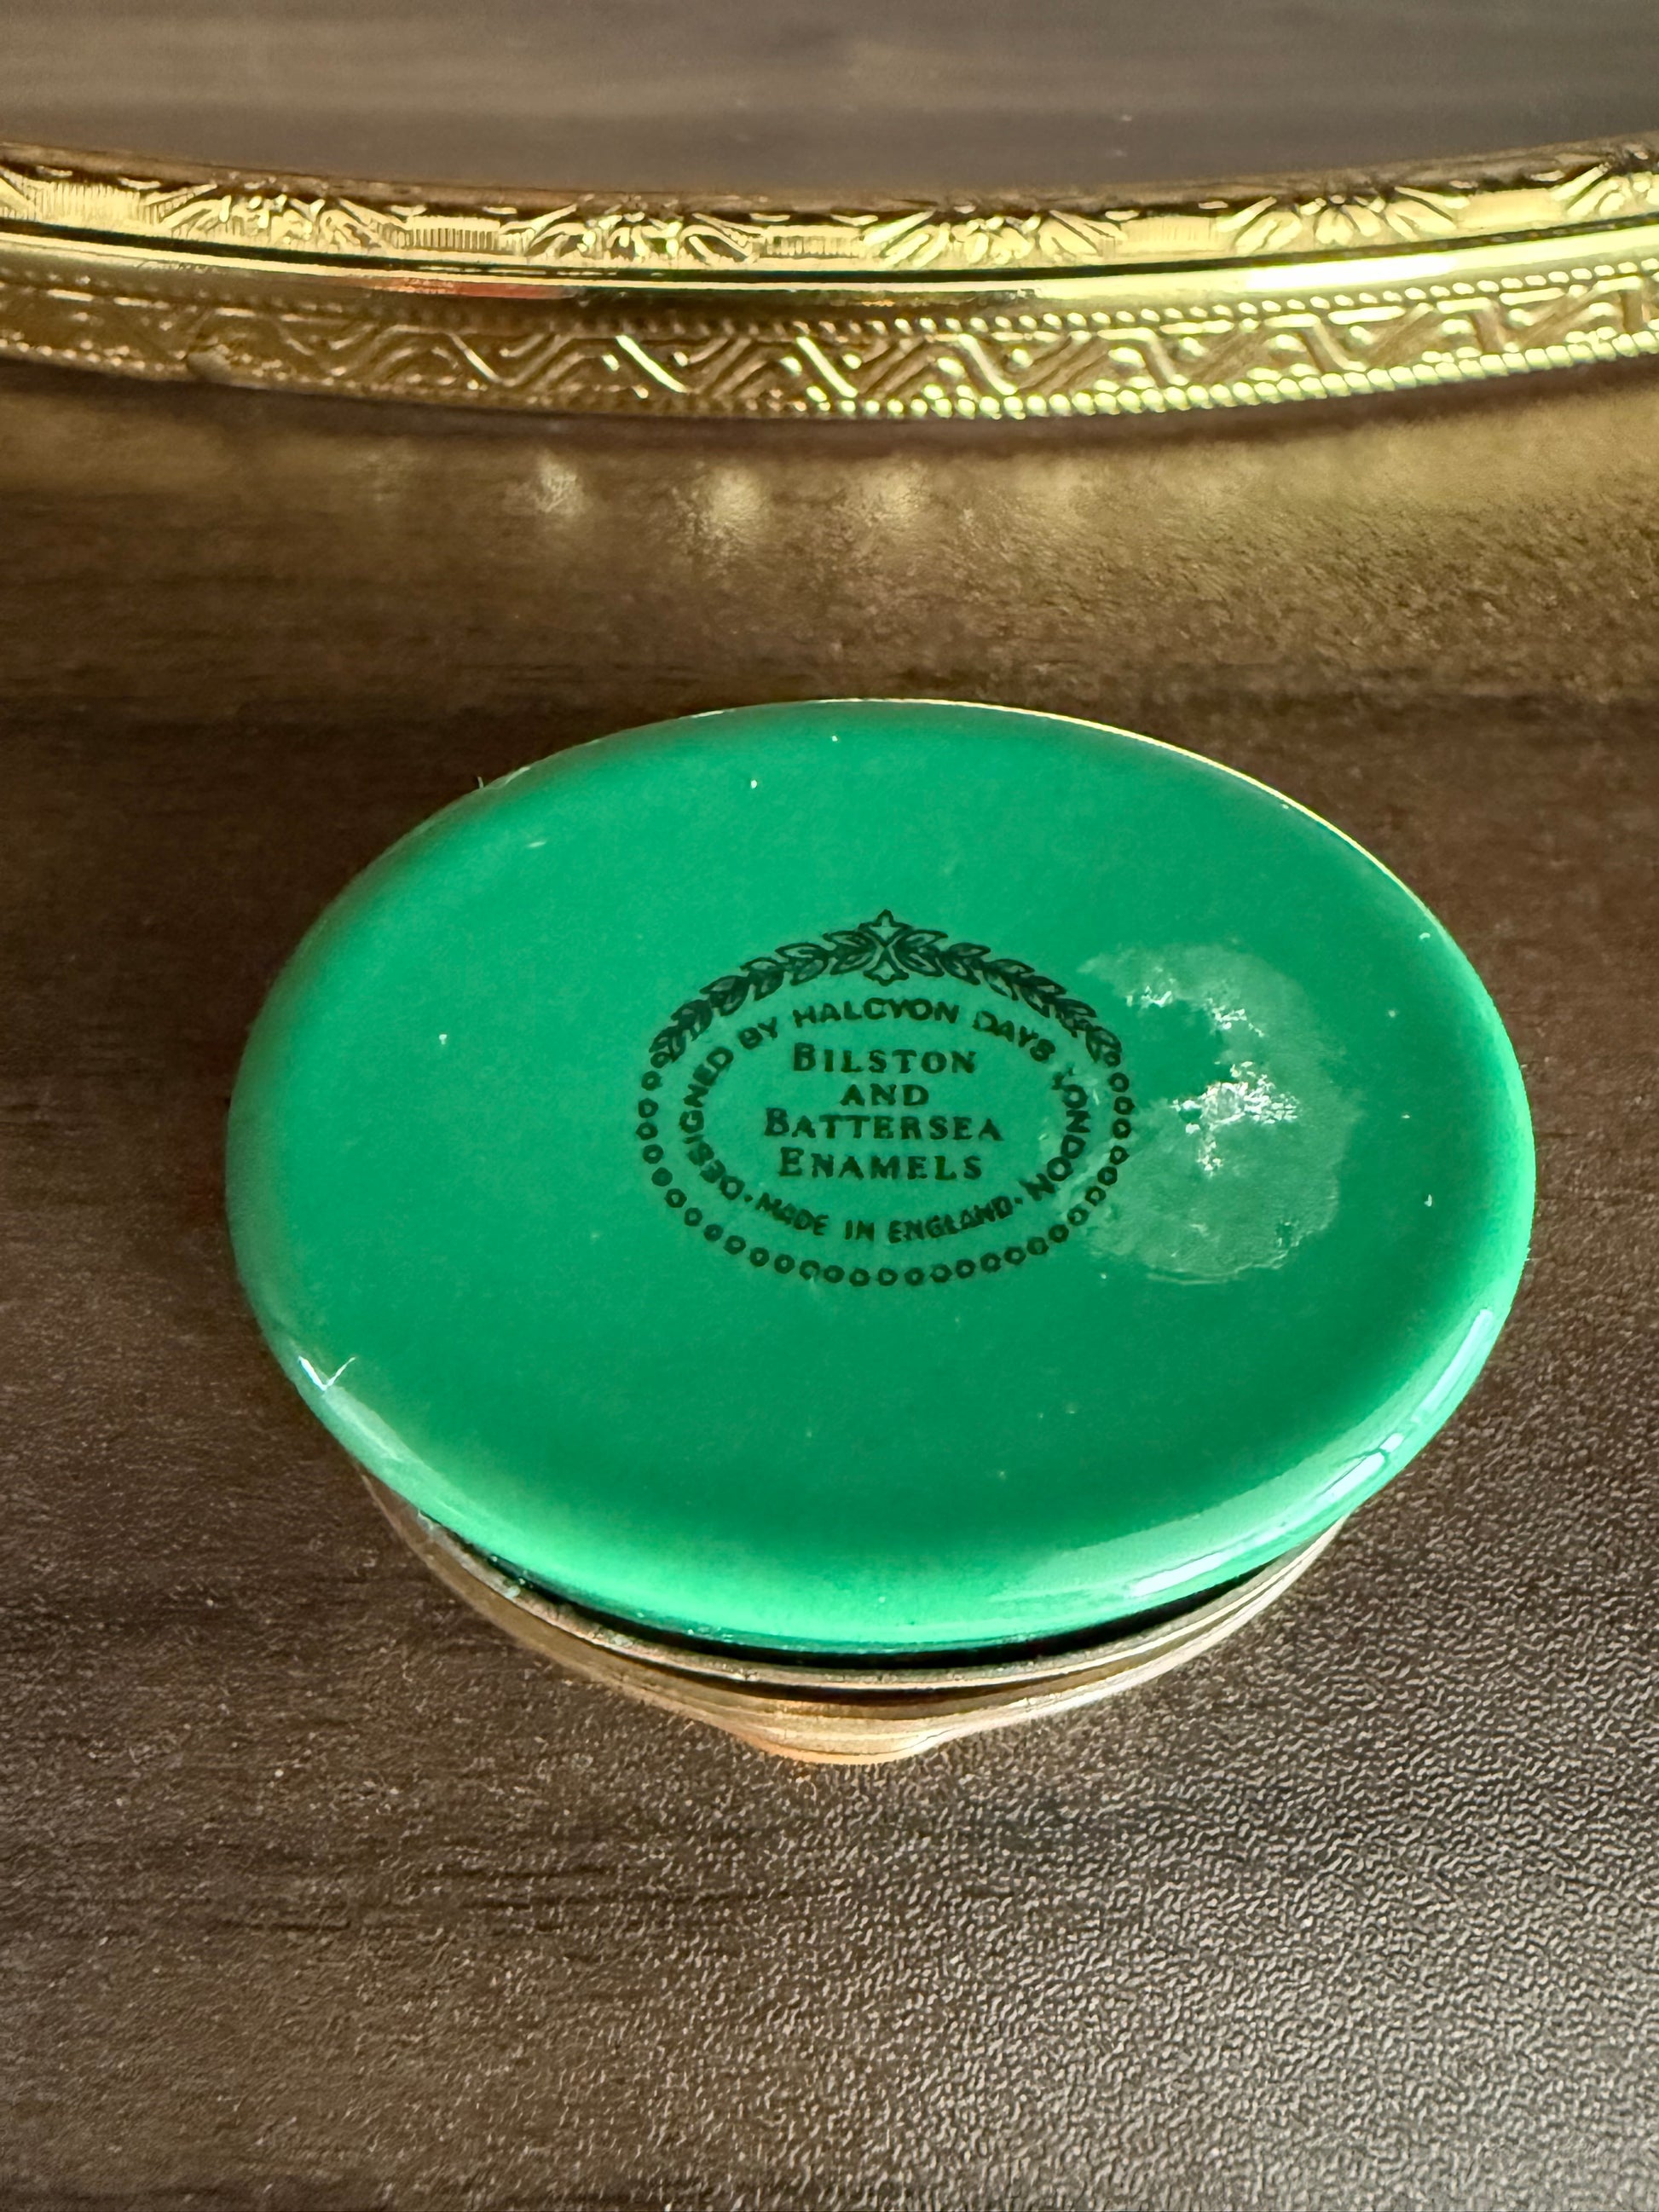 DESIGNED BY HALCYON DAYS LONDON
BILSTON
AND
BATTERSEA
ENAMELS
· MADE IN ENGLAND ·